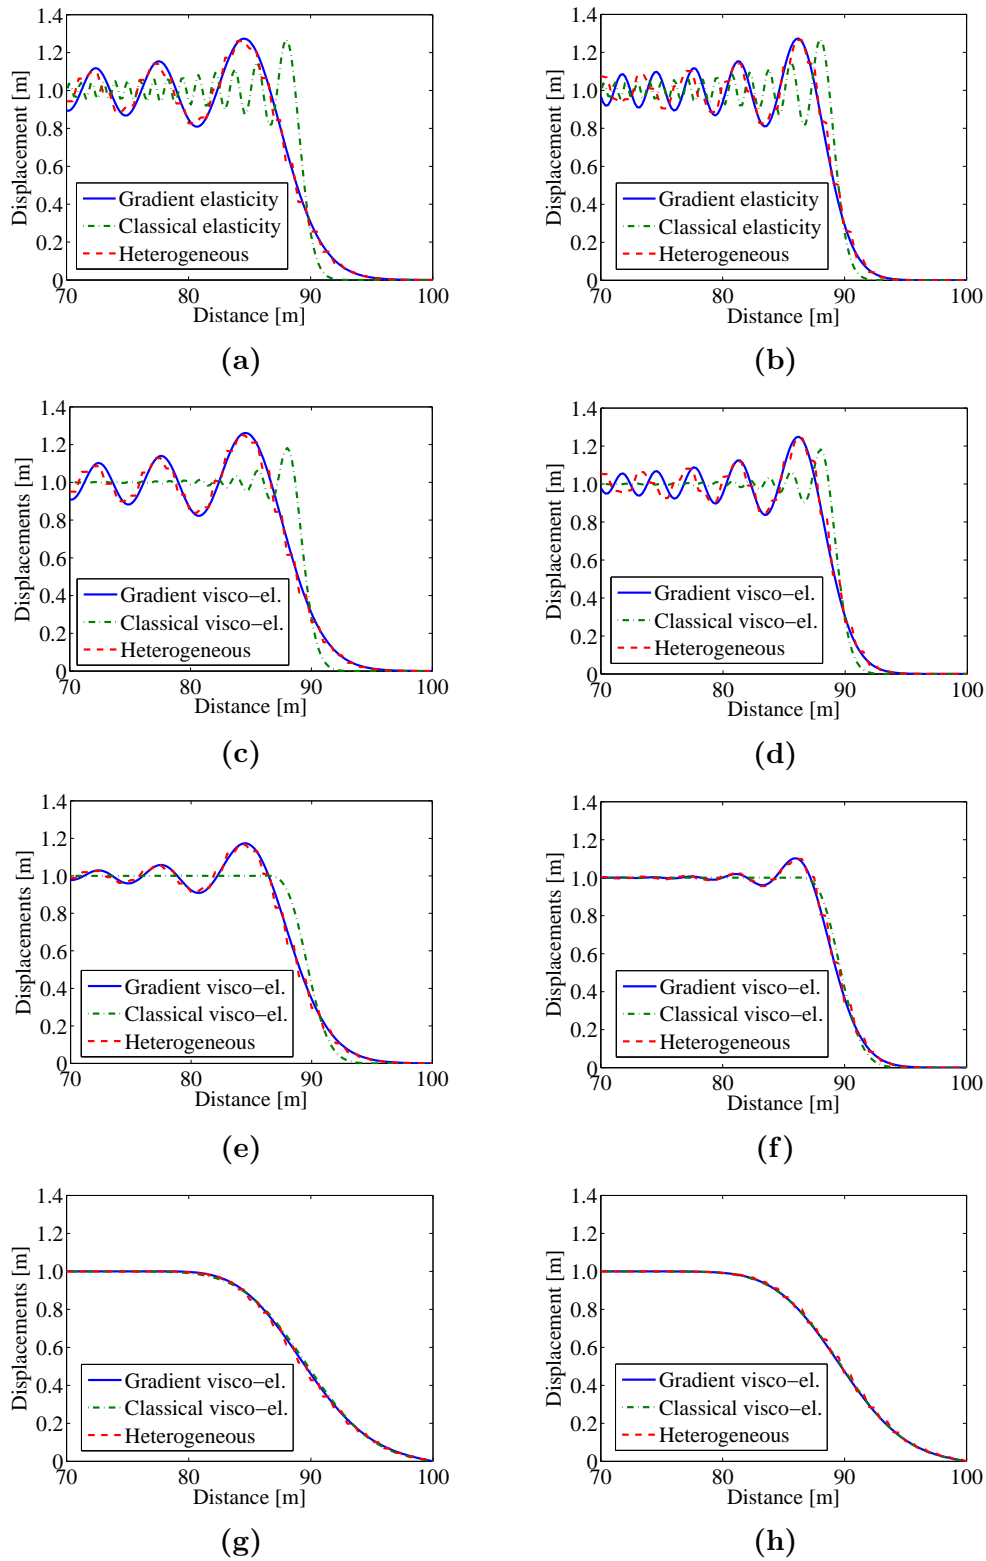 1.4
1.2
1.0
0.8
0.6
0.4
0.2
0
Displacement [m]
Gradient elasticity
Classical elasticity
Heterogeneous
70 80 90 100
Distance [m]
(a)
1.4
1.2
1.0
0.8
0.6
0.4
0.2
0
Displacement [m]
Gradient elasticity
Classical elasticity
Heterogeneous
70 80 90 100
Distance [m]
(b)
1.4
1.2
1.0
0.8
0.6
0.4
0.2
0
Displacements [m]
Gradient visco-el.
Classical visco-el.
Heterogeneous
70 80 90 100
Distance [m]
(c)
1.4
1.2
1.0
0.8
0.6
0.4
0.2
0
Displacement [m]
Gradient visco-el.
Classical visco-el.
Heterogeneous
70 80 90 100
Distance [m]
(d)
1.4
1.2
1.0
0.8
0.6
0.4
0.2
0
Displacements [m]
Gradient visco-el.
Classical visco-el.
Heterogeneous
70 80 90 100
Distance [m]
(e)
1.4
1.2
1.0
0.8
0.6
0.4
0.2
0
Displacements [m]
Gradient visco-el.
Classical visco-el.
Heterogeneous
70 80 90 100
Distance [m]
(f)
1.4
1.2
1.0
0.8
0.6
0.4
0.2
0
Displacements [m]
Gradient visco-el.
Classical visco-el.
Heterogeneous
70 80 90 100
Distance [m]
(g)
1.4
1.2
1.0
0.8
0.6
0.4
0.2
0
Displacement [m]
Gradient visco-el.
Classical visco-el.
Heterogeneous
70 80 90 100
Distance [m]
(h)